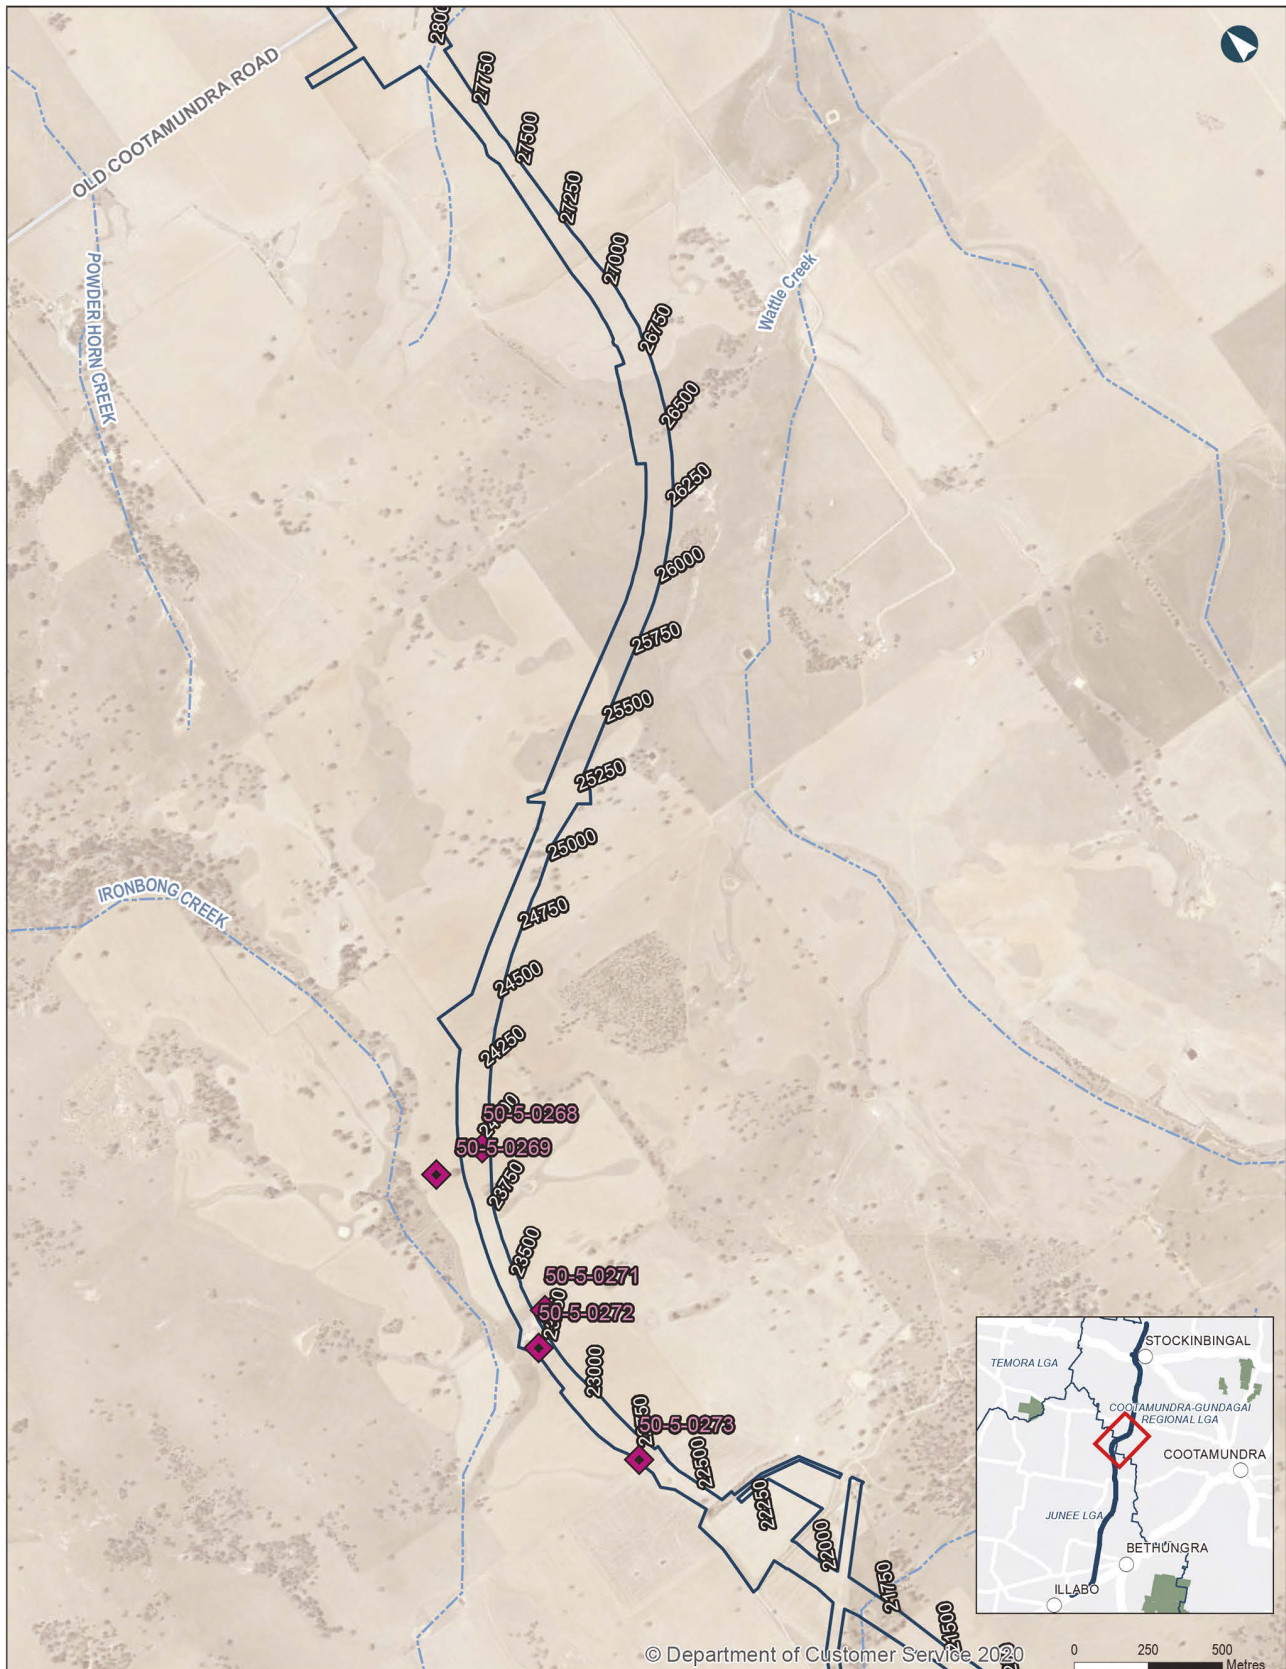 2800
27750
OLD COOTAMUNDRA ROAD
27500
27250
27000
POWDER HORN CREEK
Wattle Creek
26750
26500
26250
26000
25750
25500
25250
25000
IRONBONG CREEK
24750
24500
24250
50-5-0268
50-5-0269
23750
23500
50-5-0271
50-5-0272
23000
50-5-0273
22500
22250
22000
21750
21500
STOCKINBINGAL
TEMORA LGA
COOTAMUNDRA-GUNDAGAI
REGIONAL LGA
COOTAMUNDRA
JUNEE LGA
BETHUNGRA
ILLABO
© Department of Customer Service 2020
0 250 500
Metres